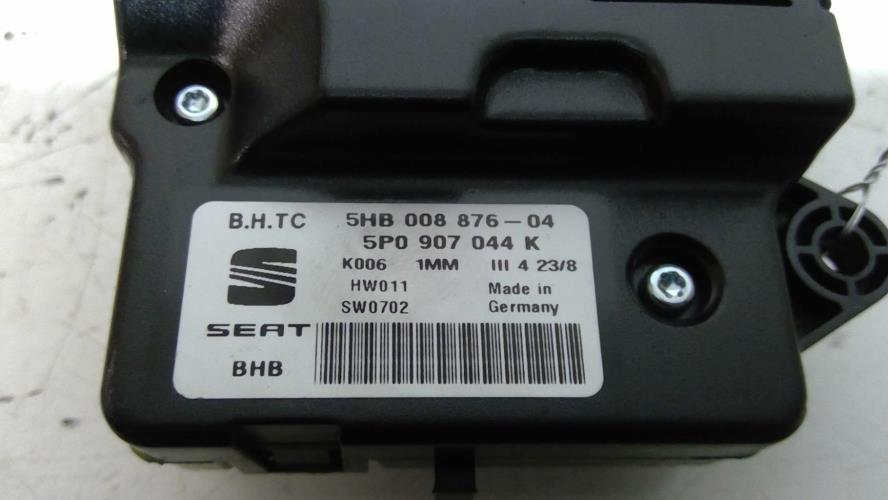 B.H.TC 5HB 008 876-04
5P0 907 044 K
K006 1MM III 4 23/8
HW011 Made in
SW0702 Germany
SEAT
BHB